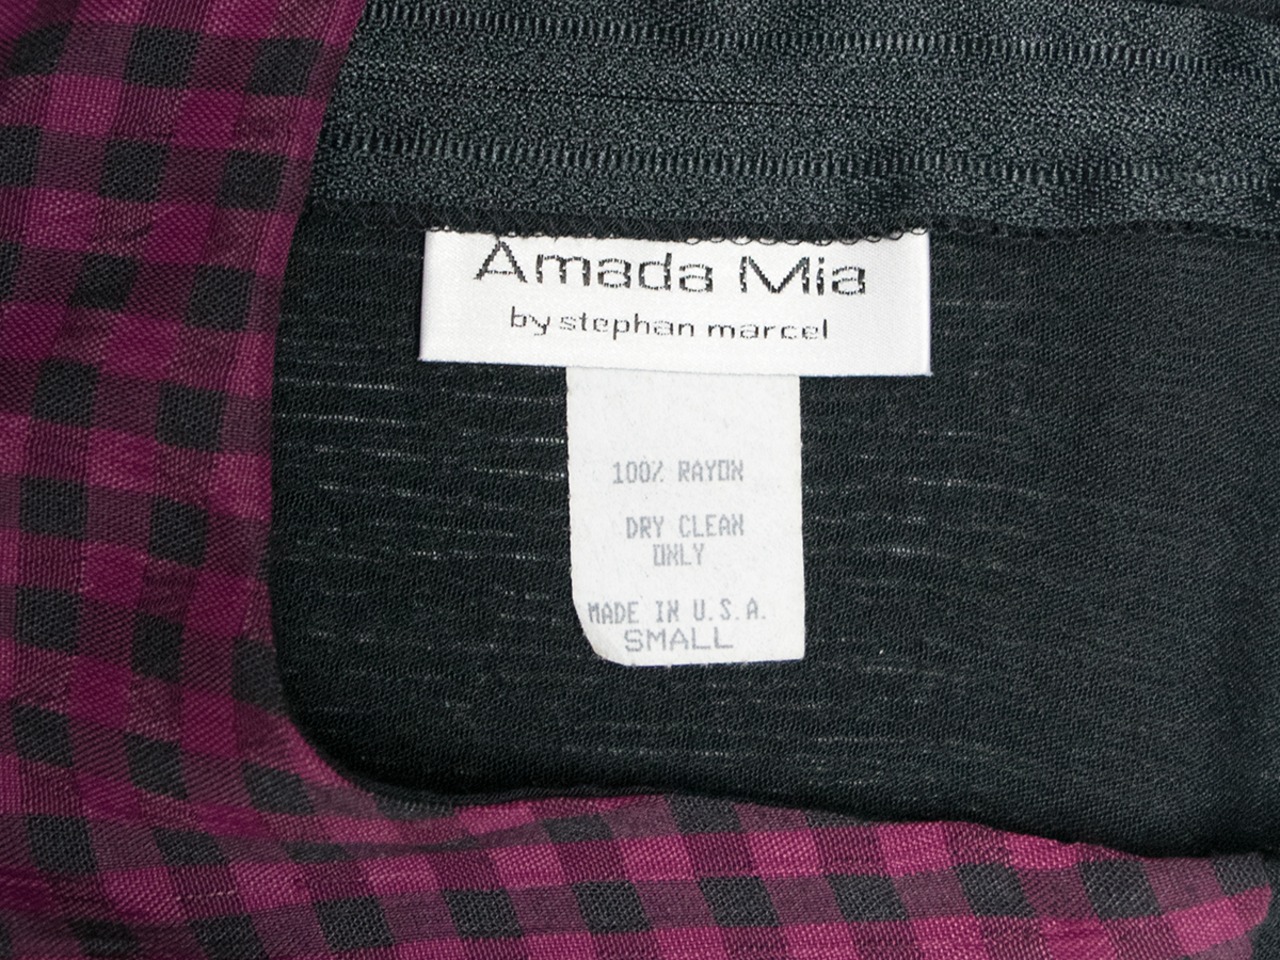 Amada Mia
by stephan marcel
100% RAYON
DRY CLEAN
ONLY
MADE IN U.S.A.
SMALL